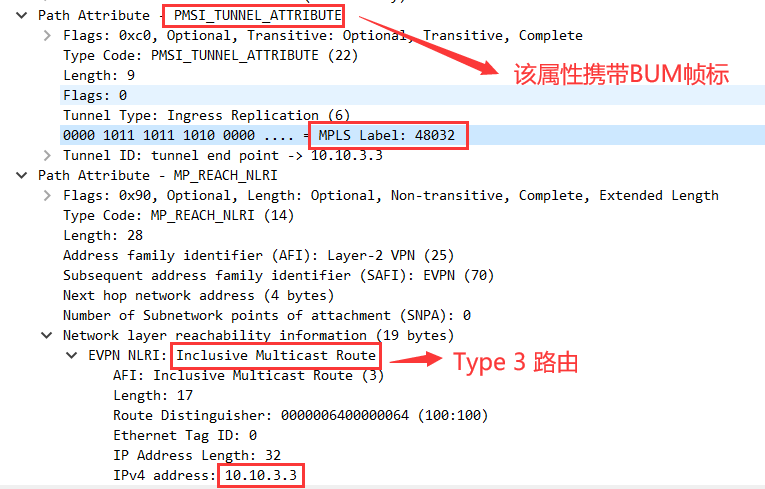 Path Attribute - PMSI_TUNNEL_ATTRIBUTE
Flags: 0xc0, Optional, Transitive: Optional, Transitive, Complete
Type Code: PMSI_TUNNEL_ATTRIBUTE (22)
该属性携带BUM帧标
Length: 9
Flags: 0
Tunnel Type: Ingress Replication (6)
0000 1011 1011 1010 0000 .... = MPLS Label: 48032
Tunnel ID: tunnel end point -> 10.10.3.3
Path Attribute - MP_REACH_NLRI
Flags: 0x90, Optional, Length: Optional, Non-transitive, Complete, Extended Length
Type Code: MP_REACH_NLRI (14)
Length: 28
Address family identifier (AFI): Layer-2 VPN (25)
Subsequent address family identifier (SAFI): EVPN (70)
Next hop network address (4 bytes)
Number of Subnetwork points of attachment (SNPA): 0
Network layer reachability information (19 bytes)
EVPN NLRI: Inclusive Multicast Route
Type 3 路由
AFI: Inclusive Multicast Route (3)
Length: 17
Route Distinguisher: 0000006400000064 (100:100)
Ethernet Tag ID: 0
IP Address Length: 32
IPv4 address: 10.10.3.3